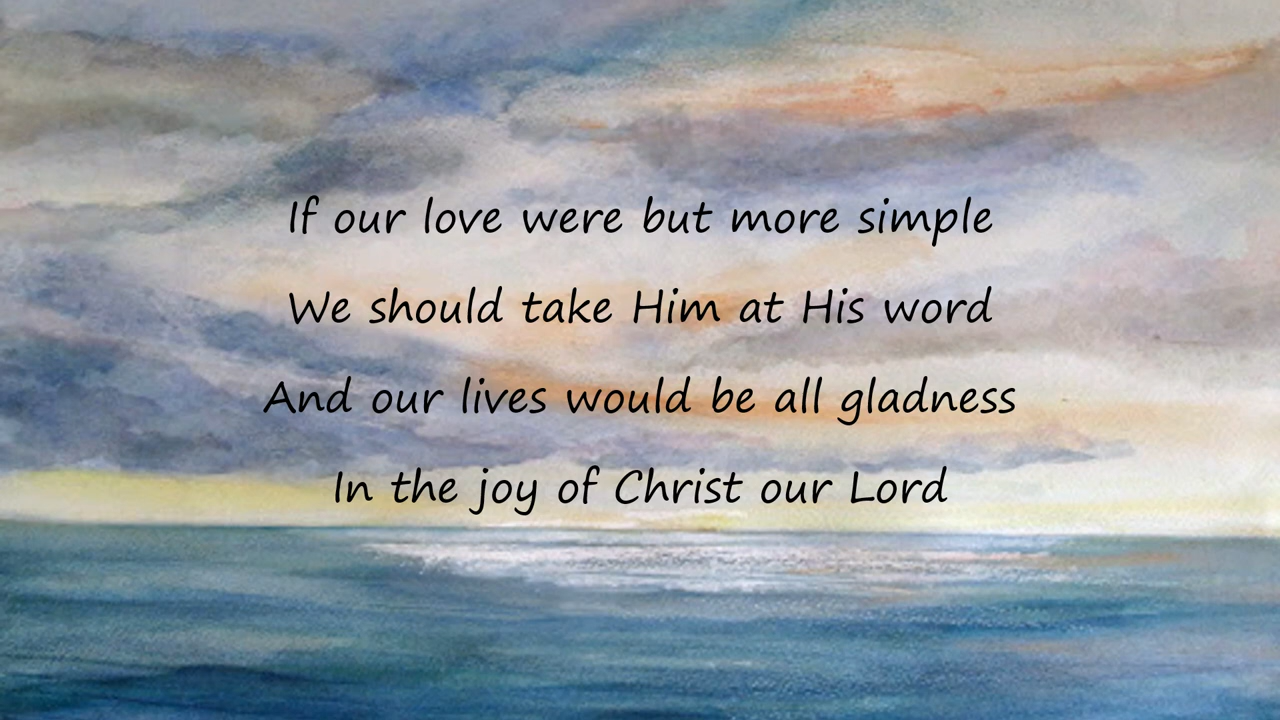 If our love were but more simple
We should take Him at His word
And our lives would be all gladness
In the joy of Christ our Lord